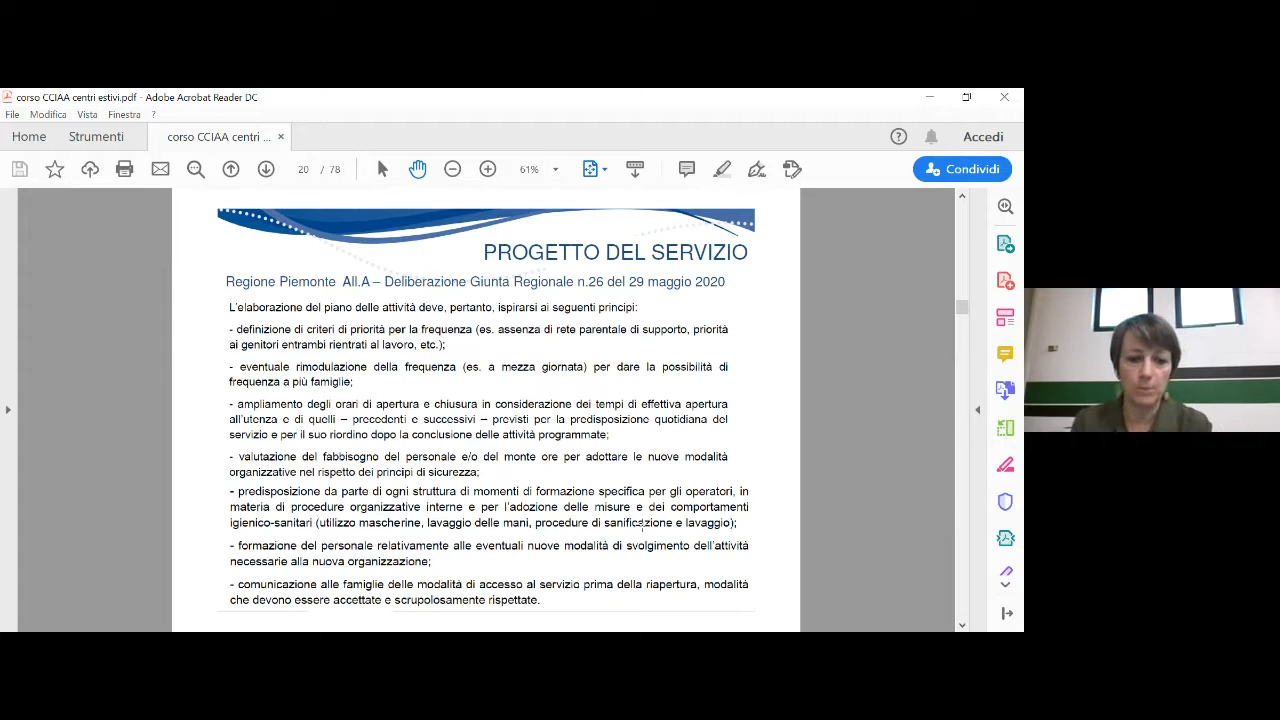 corso CCIAA centri estivi.pdf - Adobe Acrobat Reader DC
File Modifica Vista Finestra ?
Home Strumenti corso CCIAA centri ... × Accedi
20 / 78 61% Condividi
PROGETTO DEL SERVIZIO
Regione Piemonte All.A – Deliberazione Giunta Regionale n.26 del 29 maggio 2020
L'elaborazione del piano delle attività deve, pertanto, ispirarsi ai seguenti principi:
- definizione di criteri di priorità per la frequenza (es. assenza di rete parentale di supporto, priorità
ai genitori entrambi rientrati al lavoro, etc.);
- eventuale rimodulazione della frequenza (es. a mezza giornata) per dare la possibilità di
frequenza a più famiglie;
- ampliamento degli orari di apertura e chiusura in considerazione dei tempi di effettiva apertura
all'utenza e di quelli – precedenti e successivi – previsti per la predisposizione quotidiana del
servizio e per il suo riordino dopo la conclusione delle attività programmate;
- valutazione del fabbisogno del personale e/o del monte ore per adottare le nuove modalità
organizzative nel rispetto dei principi di sicurezza;
- predisposizione da parte di ogni struttura di momenti di formazione specifica per gli operatori, in
materia di procedure organizzative interne e per l'adozione delle misure e dei comportamenti
igienico-sanitari (utilizzo mascherine, lavaggio delle mani, procedure di sanificazione e lavaggio);
- formazione del personale relativamente alle eventuali nuove modalità di svolgimento dell'attività
necessarie alla nuova organizzazione;
- comunicazione alle famiglie delle modalità di accesso al servizio prima della riapertura, modalità
che devono essere accettate e scrupolosamente rispettate.